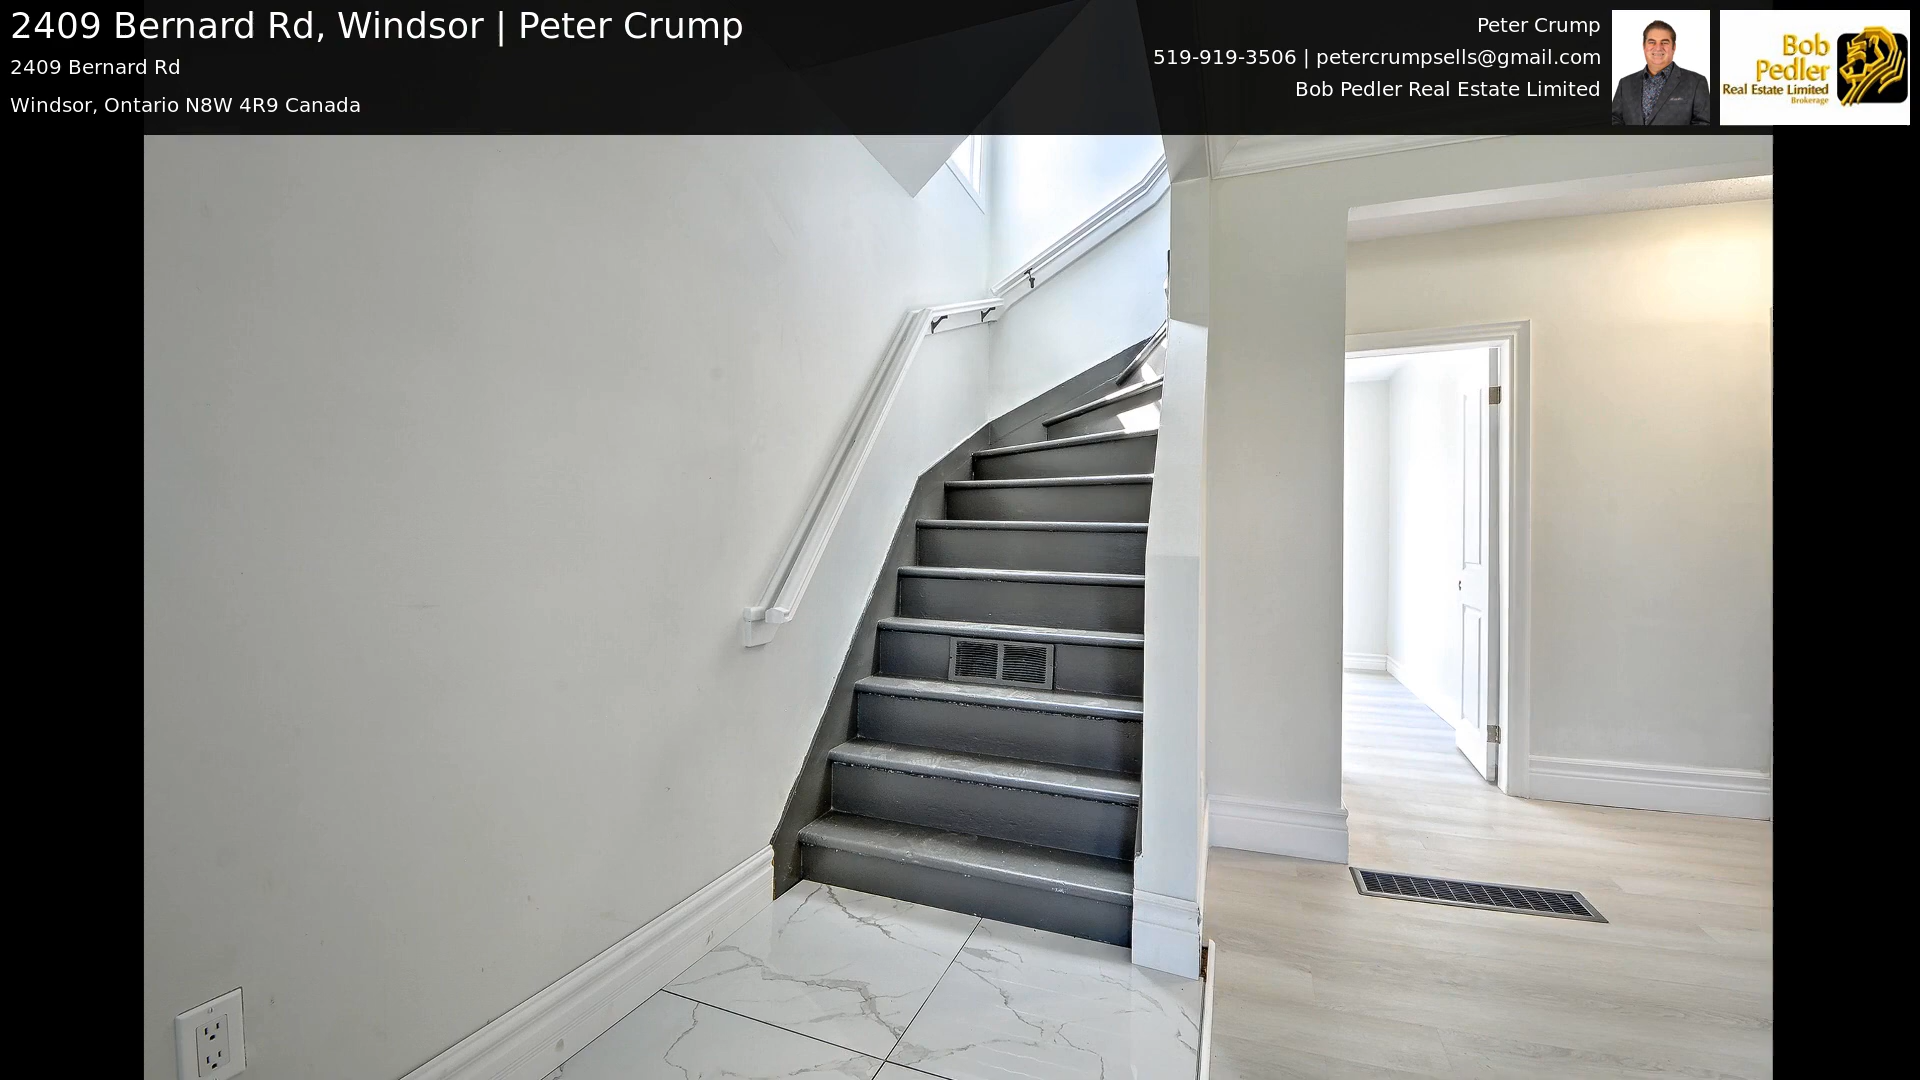 2409 Bernard Rd, Windsor | Peter Crump
2409 Bernard Rd
Windsor, Ontario N8W 4R9 Canada
Peter Crump
519-919-3506 | petercrumpsells@gmail.com
Bob Pedler Real Estate Limited
Bob
Pedler
Real Estate Limited
Brokerage